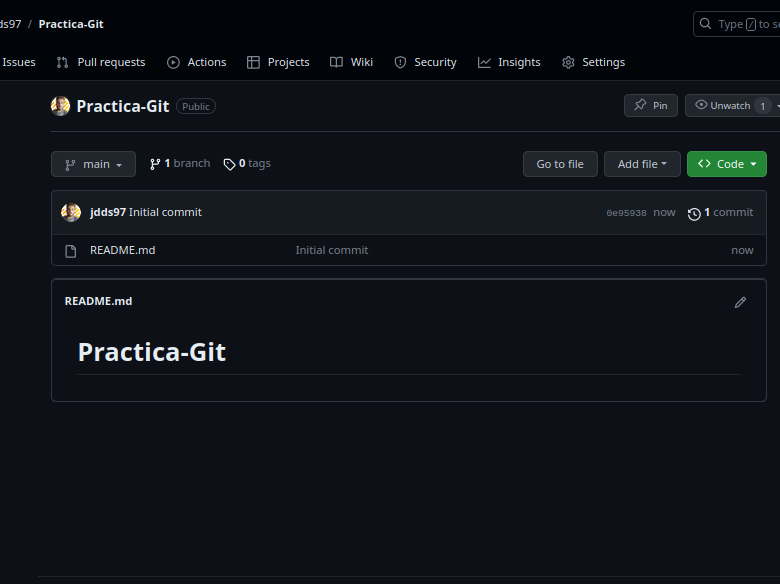 ds97 / Practica-Git
Type / to se
Issues Pull requests Actions Projects Wiki Security Insights Settings
Practica-Git Public
Pin Unwatch 1
main 1 branch 0 tags
Go to file Add file Code
jdds97 Initial commit 0e95938 now 1 commit
README.md Initial commit now
README.md
Practica-Git